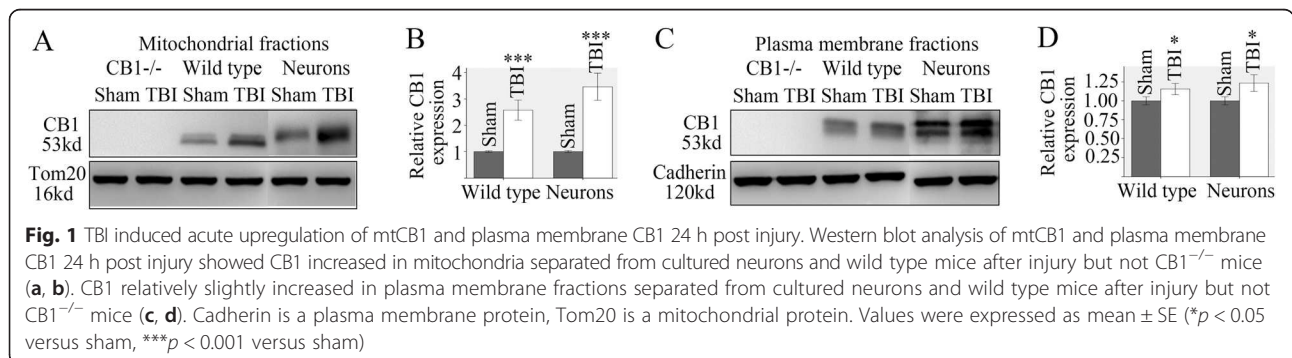 A
Mitochondrial fractions
CB1-/- Wild type Neurons
Sham TBI Sham TBI Sham TBI
CB1
53kd
Tom20
16kd
B
Relative CB1
expression
4
3
2
1
Sham
TBI
***
Sham
TBI
***
Wild type Neurons
C
Plasma membrane fractions
CB1-/- Wild type Neurons
Sham TBI Sham TBI Sham TBI
CB1
53kd
Cadherin
120kd
D
Relative CB1
expression
1.25
1.00
0.75
0.50
0.25
Sham
TBI
*
Sham
TBI
*
Wild type Neurons
Fig. 1 TBI induced acute upregulation of mtCB1 and plasma membrane CB1 24 h post injury. Western blot analysis of mtCB1 and plasma membrane
CB1 24 h post injury showed CB1 increased in mitochondria separated from cultured neurons and wild type mice after injury but not CB1−/− mice
(a, b). CB1 relatively slightly increased in plasma membrane fractions separated from cultured neurons and wild type mice after injury but not
CB1−/− mice (c, d). Cadherin is a plasma membrane protein, Tom20 is a mitochondrial protein. Values were expressed as mean ± SE (*p < 0.05
versus sham, ***p < 0.001 versus sham)